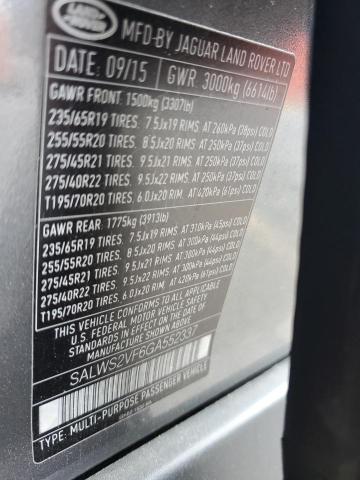 LAND ROVER
MFD-BY JAGUAR LAND ROVER LTD
DATE 09/15 GWR 3000kg (6614lb)
GAWR FRONT 1500kg (3307lb)
235/65R19 TIRES. 7.5Jx19 RIMS. AT 260kPa (38psi) COLD
255/55R20 TIRES. 8.5Jx20 RIMS. AT 250kPa (37psi) COLD
275/45R21 TIRES. 9.5Jx21 RIMS. AT 250kPa (37psi) COLD
275/40R22 TIRES. 9.5Jx22 RIMS. AT 250kPa (37psi) COLD
T195/70R20 TIRES. 6.0Jx20 RIM. AT 420kPa (61psi) COLD
GAWR REAR: 1775kg (3913lb)
235/65R19 TIRES. 7.5Jx19 RIMS. AT 310kPa (45psi) COLD
255/55R20 TIRES. 8.5Jx20 RIMS. AT 300kPa (44psi) COLD
275/45R21 TIRES. 9.5Jx21 RIMS. AT 300kPa (44psi) COLD
275/40R22 TIRES. 9.5Jx22 RIMS. AT 300kPa (44psi) COLD
T195/70R20 TIRES. 6.0Jx20 RIM. AT 420kPa (61psi) COLD
THIS VEHICLE CONFORMS TO ALL APPLICABLE
U.S. FEDERAL MOTOR VEHICLE SAFETY
AND THEFT PREVENTION STANDARDS
IN EFFECT ON THE DATE OF
MANUFACTURE SHOWN ABOVE
SALWS2VF6GA552337
TYPE: MULTI-PURPOSE PASSENGER VEHICLE